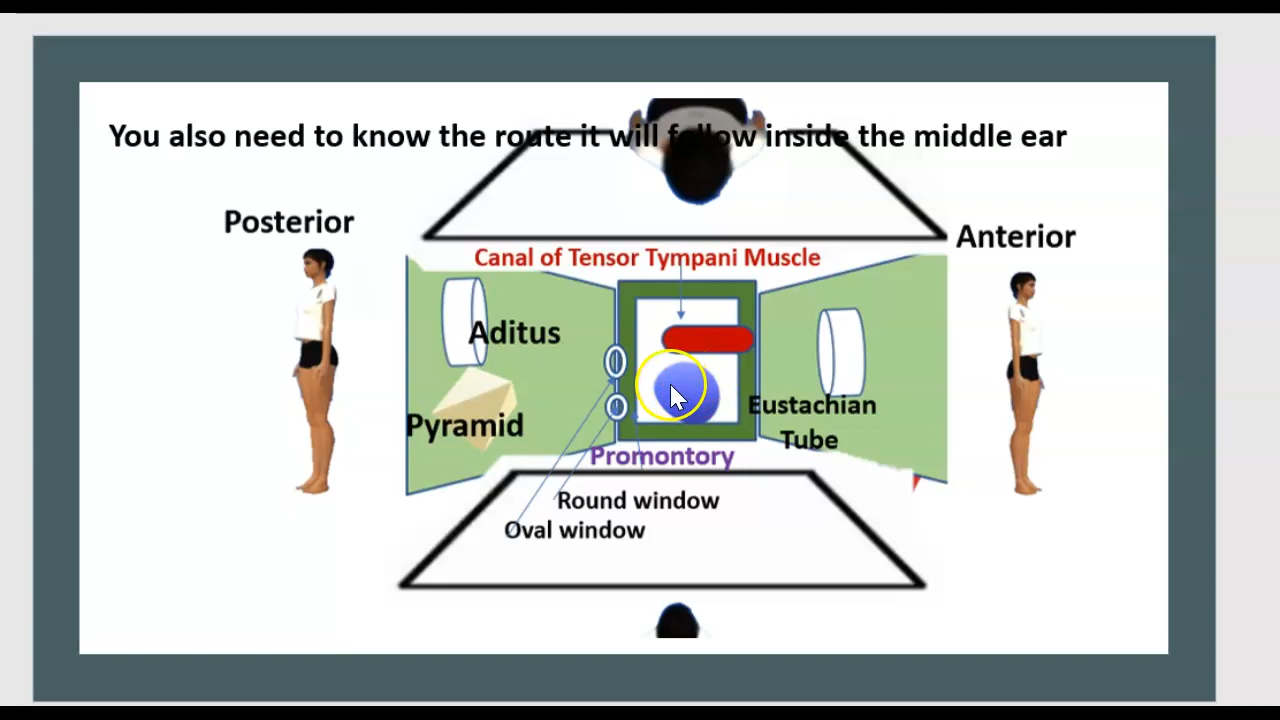 You also need to know the route it will follow inside the middle ear
Posterior
Anterior
Canal of Tensor Tympani Muscle
Aditus
Pyramid
Eustachian
Tube
Promontory
Round window
Oval window